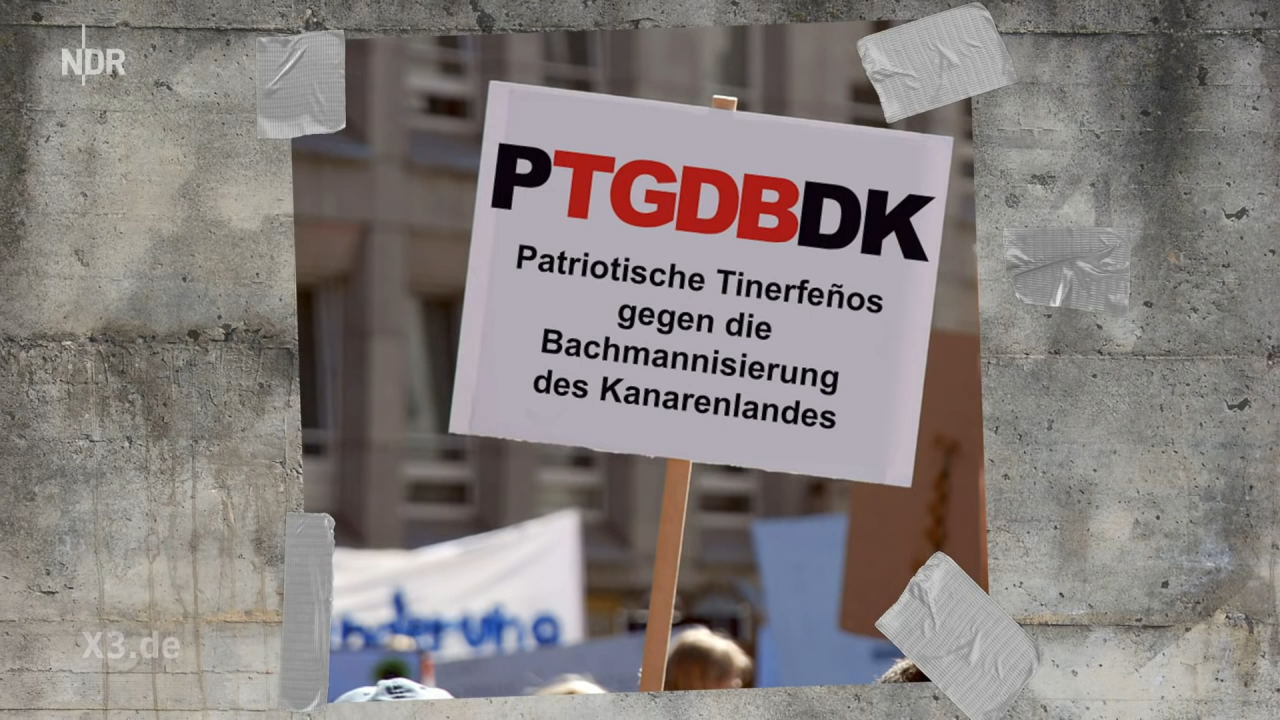 NDR
PTGDBDK
Patriotische Tinerfeños
gegen die
Bachmannisierung
des Kanarenlandes
X3.de